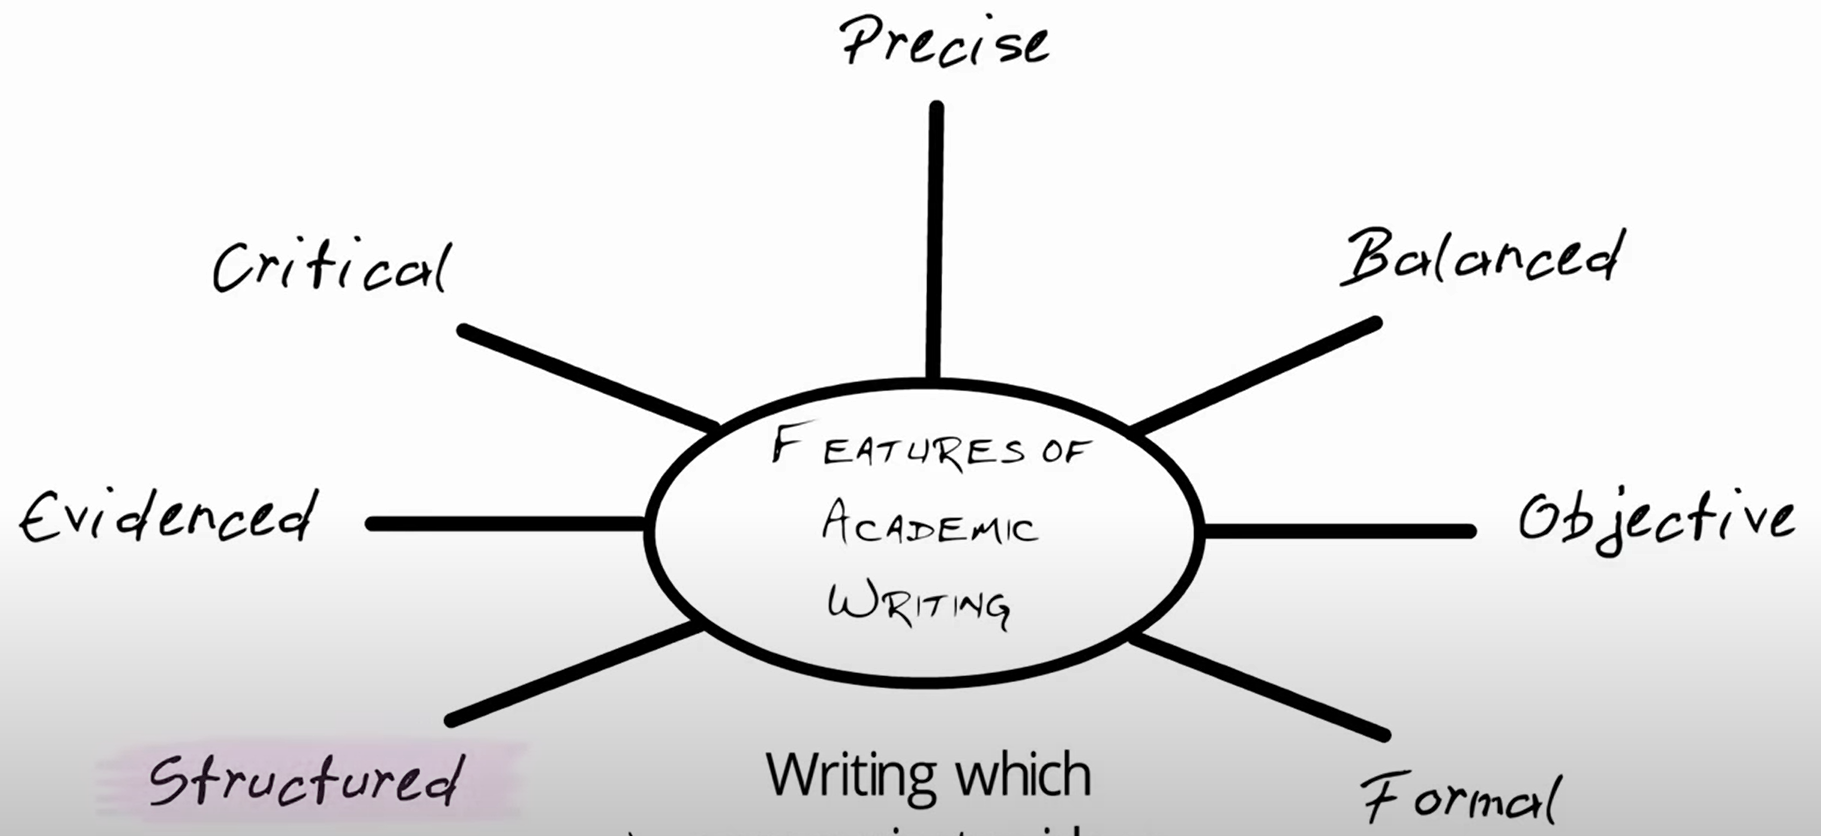 Precise
Critical
Balanced
FEATURES OF
ACADEMIC
WRITING
Evidenced
Objective
Structured
Formal
Writing which